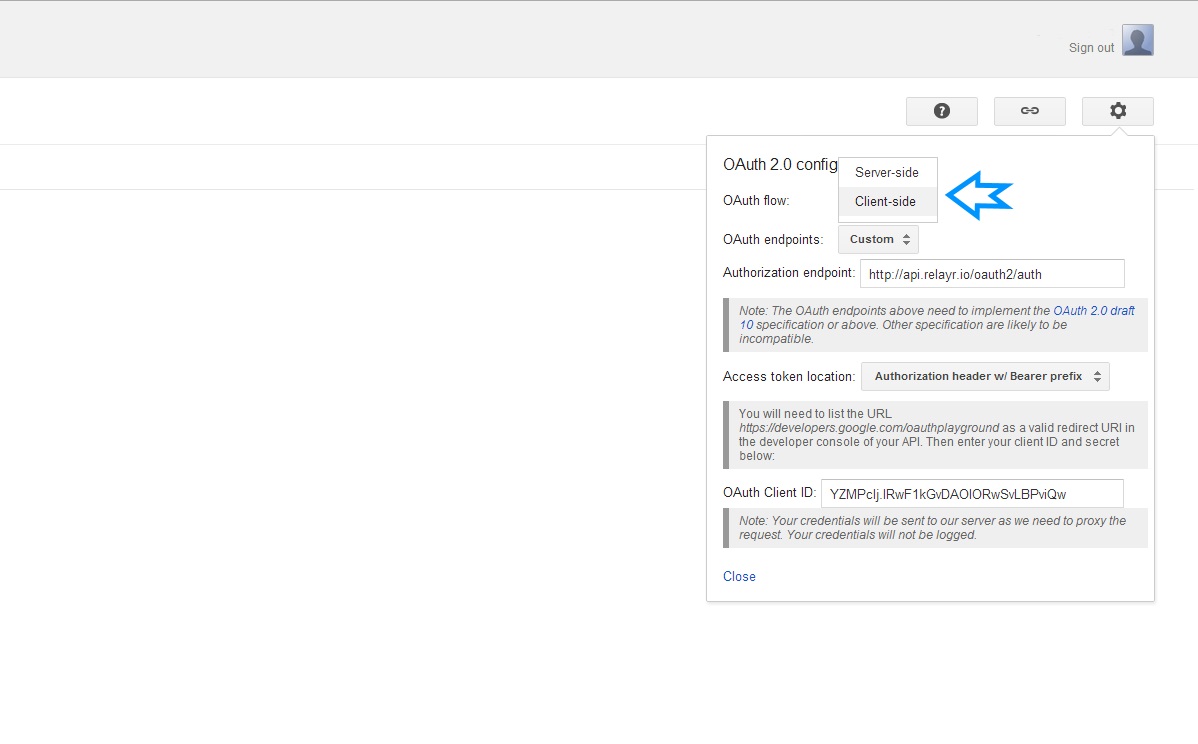 Sign out
OAuth 2.0 config
Server-side
Client-side
OAuth flow:
OAuth endpoints: Custom
Authorization endpoint: http://api.relayr.io/oauth2/auth
Note: The OAuth endpoints above need to implement the OAuth 2.0 draft
10 specification or above. Other specification are likely to be
incompatible.
Access token location: Authorization header w/ Bearer prefix
You will need to list the URL
https://developers.google.com/oauthplayground as a valid redirect URI in
the developer console of your API. Then enter your client ID and secret
below:
OAuth Client ID: YZMPcIj.IRwF1kGvDAOIORwSvLBPviQw
Note: Your credentials will be sent to our server as we need to proxy the
request. Your credentials will not be logged.
Close